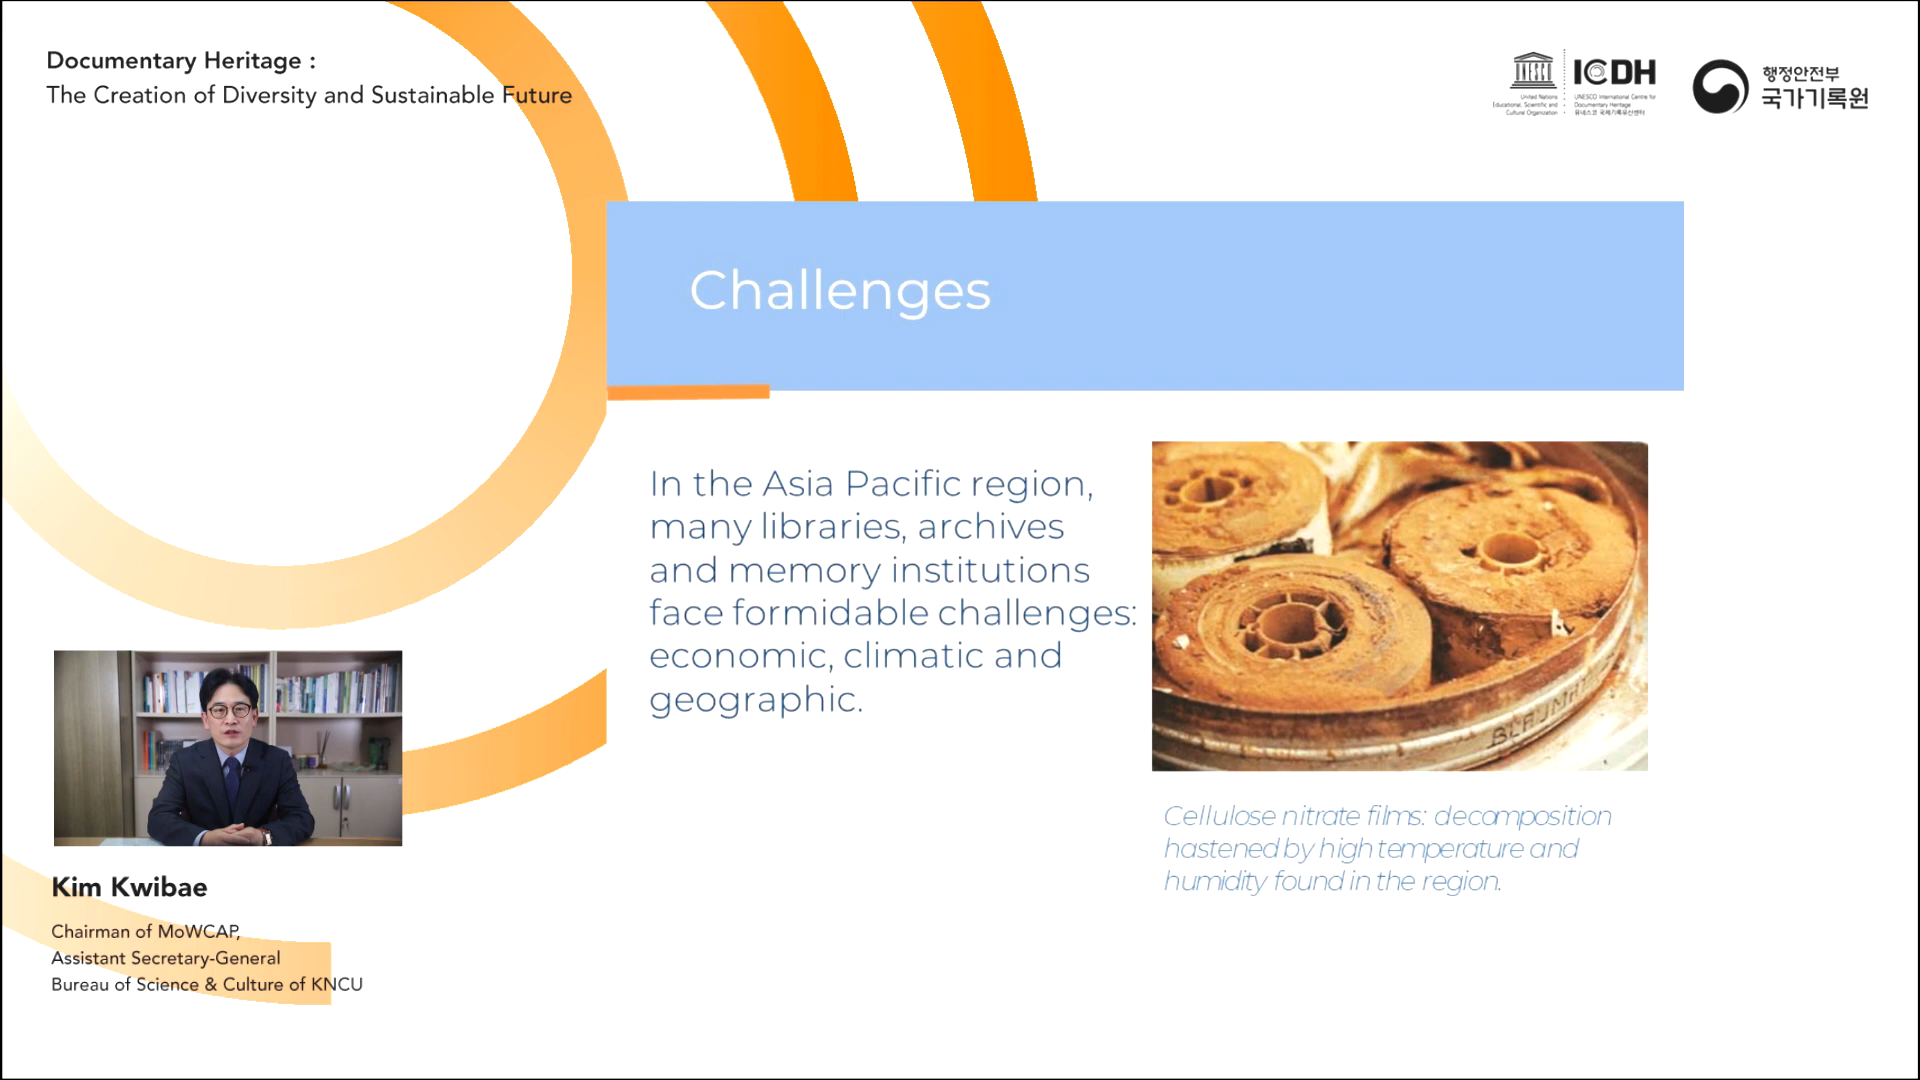 Documentary Heritage :
The Creation of Diversity and Sustainable Future
UNESCO
United Nations
Educational, Scientific and
Cultural Organization
ICDH
UNESCO International Centre for
Documentary Heritage
유네스코 국제기록유산센터
행정안전부
국가기록원
Challenges
In the Asia Pacific region,
many libraries, archives
and memory institutions
face formidable challenges:
economic, climatic and
geographic.
Cellulose nitrate films: decomposition
hastened by high temperature and
humidity found in the region.
Kim Kwibae
Chairman of MoWCAP,
Assistant Secretary-General
Bureau of Science & Culture of KNCU